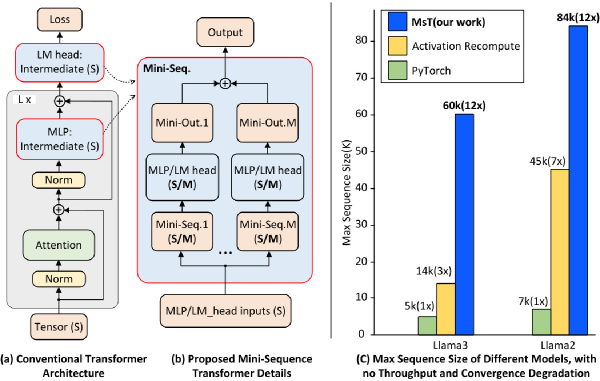 Loss
LM head:
Intermediate (S)
L x
MLP:
Intermediate (S)
Norm
Attention
Norm
Tensor (S)
(a) Conventional Transformer
Architecture
Output
Mini-Seq.
Mini-Out.1
Mini-Out.M
MLP/LM head
(S/M)
MLP/LM head
(S/M)
Mini-Seq.1
(S/M)
...
Mini-Seq.M
(S/M)
MLP/LM_head inputs (S)
(b) Proposed Mini-Sequence
Transformer Details
MsT(our work)
Activation Recompute
PyTorch
Max Sequence Size(K)
80
70
60
50
40
30
20
10
0
5k(1x)
14k(3x)
60k(12x)
7k(1x)
45k(7x)
84k(12x)
Llama3
Llama2
(C) Max Sequence Size of Different Models, with
no Throughput and Convergence Degradation